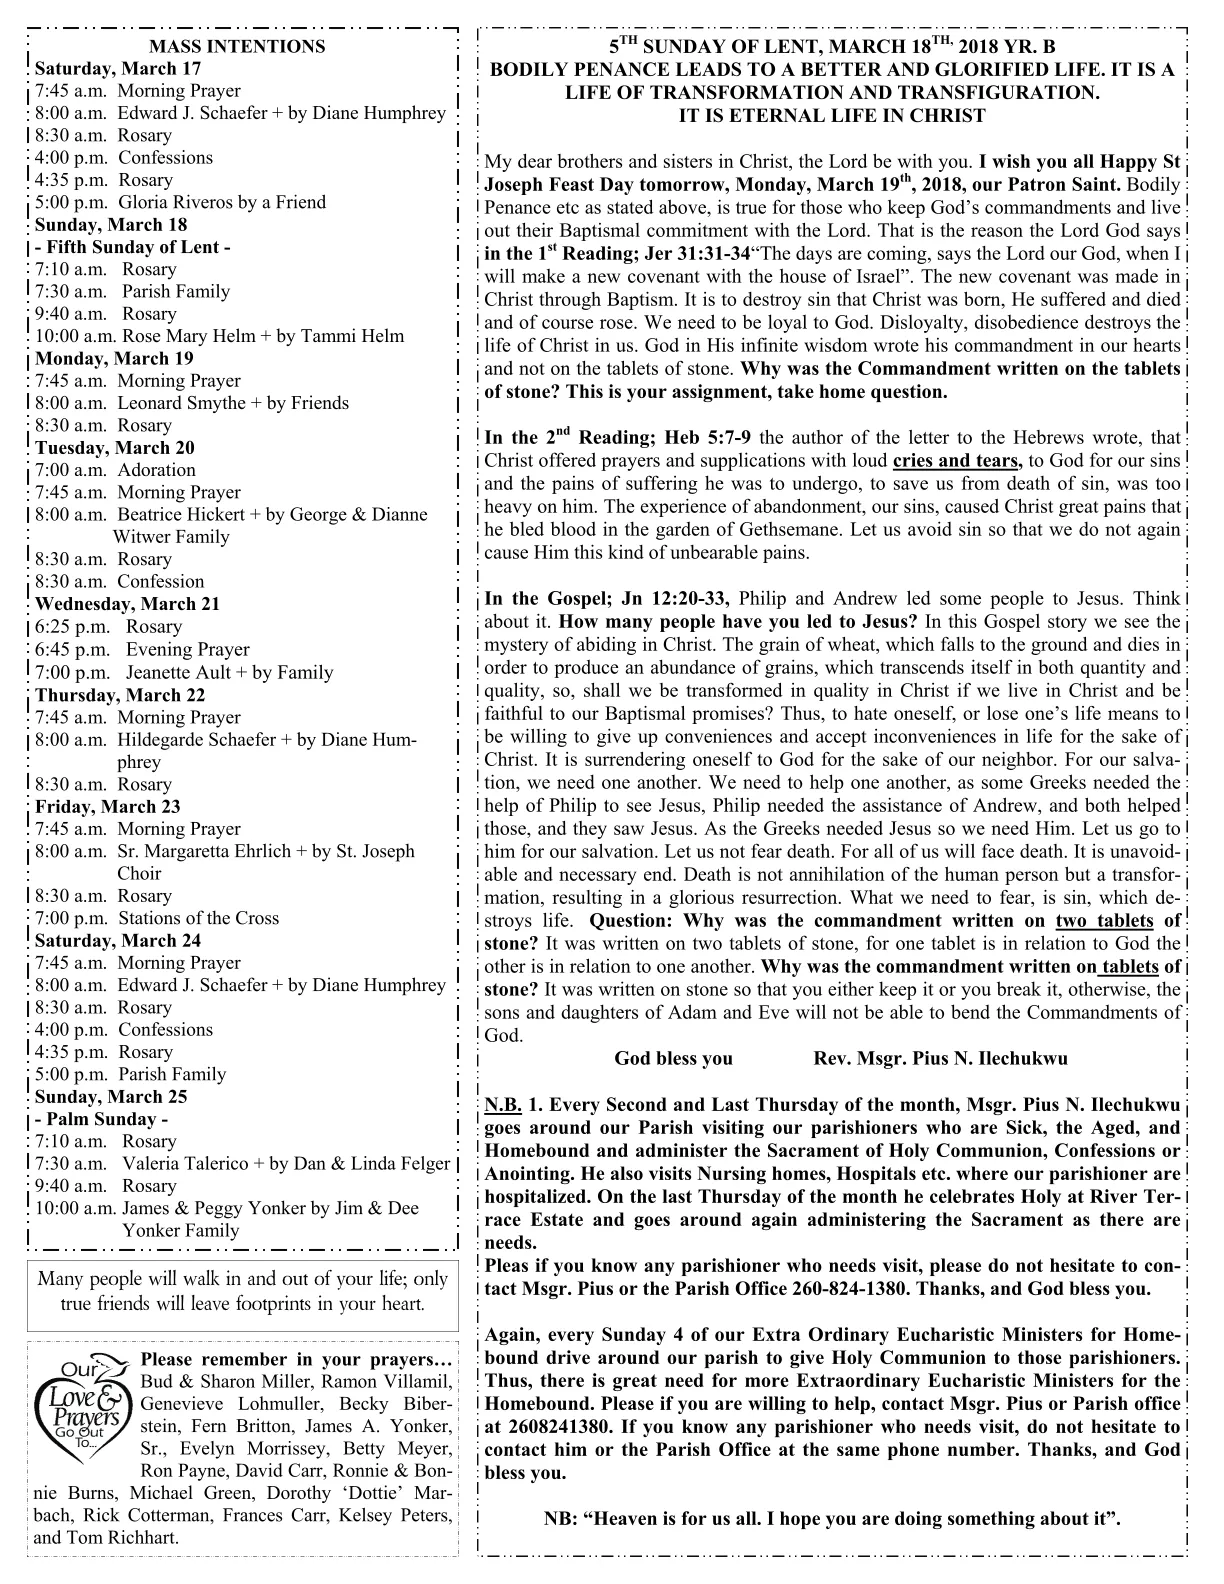 MASS INTENTIONS
Saturday, March 17
7:45 a.m. Morning Prayer
8:00 a.m. Edward J. Schaefer + by Diane Humphrey
8:30 a.m. Rosary
4:00 p.m. Confessions
4:35 p.m. Rosary
5:00 p.m. Gloria Riveros by a Friend
Sunday, March 18
- Fifth Sunday of Lent -
7:10 a.m. Rosary
7:30 a.m. Parish Family
9:40 a.m. Rosary
10:00 a.m. Rose Mary Helm + by Tammi Helm
Monday, March 19
7:45 a.m. Morning Prayer
8:00 a.m. Leonard Smythe + by Friends
8:30 a.m. Rosary
Tuesday, March 20
7:00 a.m. Adoration
7:45 a.m. Morning Prayer
8:00 a.m. Beatrice Hickert + by George & Dianne
Witwer Family
8:30 a.m. Rosary
8:30 a.m. Confession
Wednesday, March 21
6:25 p.m. Rosary
6:45 p.m. Evening Prayer
7:00 p.m. Jeanette Ault + by Family
Thursday, March 22
7:45 a.m. Morning Prayer
8:00 a.m. Hildegarde Schaefer + by Diane Hum-
phrey
8:30 a.m. Rosary
Friday, March 23
7:45 a.m. Morning Prayer
8:00 a.m. Sr. Margaretta Ehrlich + by St. Joseph
Choir
8:30 a.m. Rosary
7:00 p.m. Stations of the Cross
Saturday, March 24
7:45 a.m. Morning Prayer
8:00 a.m. Edward J. Schaefer + by Diane Humphrey
8:30 a.m. Rosary
4:00 p.m. Confessions
4:35 p.m. Rosary
5:00 p.m. Parish Family
Sunday, March 25
- Palm Sunday -
7:10 a.m. Rosary
7:30 a.m. Valeria Talerico + by Dan & Linda Felger
9:40 a.m. Rosary
10:00 a.m. James & Peggy Yonker by Jim & Dee
Yonker Family
Many people will walk in and out of your life; only
true friends will leave footprints in your heart.
Our
Love &
Prayers
Go Out
To...
Please remember in your prayers…
Bud & Sharon Miller, Ramon Villamil,
Genevieve Lohmuller, Becky Biber-
stein, Fern Britton, James A. Yonker,
Sr., Evelyn Morrissey, Betty Meyer,
Ron Payne, David Carr, Ronnie & Bon-
nie Burns, Michael Green, Dorothy ‘Dottie’ Mar-
bach, Rick Cotterman, Frances Carr, Kelsey Peters,
and Tom Richhart.
5TH SUNDAY OF LENT, MARCH 18TH, 2018 YR. B
BODILY PENANCE LEADS TO A BETTER AND GLORIFIED LIFE. IT IS A
LIFE OF TRANSFORMATION AND TRANSFIGURATION.
IT IS ETERNAL LIFE IN CHRIST
My dear brothers and sisters in Christ, the Lord be with you. I wish you all Happy St
Joseph Feast Day tomorrow, Monday, March 19th, 2018, our Patron Saint. Bodily
Penance etc as stated above, is true for those who keep God’s commandments and live
out their Baptismal commitment with the Lord. That is the reason the Lord God says
in the 1st Reading; Jer 31:31-34“The days are coming, says the Lord our God, when I
will make a new covenant with the house of Israel”. The new covenant was made in
Christ through Baptism. It is to destroy sin that Christ was born, He suffered and died
and of course rose. We need to be loyal to God. Disloyalty, disobedience destroys the
life of Christ in us. God in His infinite wisdom wrote his commandment in our hearts
and not on the tablets of stone. Why was the Commandment written on the tablets
of stone? This is your assignment, take home question.
In the 2nd Reading; Heb 5:7-9 the author of the letter to the Hebrews wrote, that
Christ offered prayers and supplications with loud cries and tears, to God for our sins
and the pains of suffering he was to undergo, to save us from death of sin, was too
heavy on him. The experience of abandonment, our sins, caused Christ great pains that
he bled blood in the garden of Gethsemane. Let us avoid sin so that we do not again
cause Him this kind of unbearable pains.
In the Gospel; Jn 12:20-33, Philip and Andrew led some people to Jesus. Think
about it. How many people have you led to Jesus? In this Gospel story we see the
mystery of abiding in Christ. The grain of wheat, which falls to the ground and dies in
order to produce an abundance of grains, which transcends itself in both quantity and
quality, so, shall we be transformed in quality in Christ if we live in Christ and be
faithful to our Baptismal promises? Thus, to hate oneself, or lose one’s life means to
be willing to give up conveniences and accept inconveniences in life for the sake of
Christ. It is surrendering oneself to God for the sake of our neighbor. For our salva-
tion, we need one another. We need to help one another, as some Greeks needed the
help of Philip to see Jesus, Philip needed the assistance of Andrew, and both helped
those, and they saw Jesus. As the Greeks needed Jesus so we need Him. Let us go to
him for our salvation. Let us not fear death. For all of us will face death. It is unavoid-
able and necessary end. Death is not annihilation of the human person but a transfor-
mation, resulting in a glorious resurrection. What we need to fear, is sin, which de-
stroys life. Question: Why was the commandment written on two tablets of
stone? It was written on two tablets of stone, for one tablet is in relation to God the
other is in relation to one another. Why was the commandment written on tablets of
stone? It was written on stone so that you either keep it or you break it, otherwise, the
sons and daughters of Adam and Eve will not be able to bend the Commandments of
God.
God bless you Rev. Msgr. Pius N. Ilechukwu
N.B. 1. Every Second and Last Thursday of the month, Msgr. Pius N. Ilechukwu
goes around our Parish visiting our parishioners who are Sick, the Aged, and
Homebound and administer the Sacrament of Holy Communion, Confessions or
Anointing. He also visits Nursing homes, Hospitals etc. where our parishioner are
hospitalized. On the last Thursday of the month he celebrates Holy at River Ter-
race Estate and goes around again administering the Sacrament as there are
needs.
Pleas if you know any parishioner who needs visit, please do not hesitate to con-
tact Msgr. Pius or the Parish Office 260-824-1380. Thanks, and God bless you.
Again, every Sunday 4 of our Extra Ordinary Eucharistic Ministers for Home-
bound drive around our parish to give Holy Communion to those parishioners.
Thus, there is great need for more Extraordinary Eucharistic Ministers for the
Homebound. Please if you are willing to help, contact Msgr. Pius or Parish office
at 2608241380. If you know any parishioner who needs visit, do not hesitate to
contact him or the Parish Office at the same phone number. Thanks, and God
bless you.
NB: “Heaven is for us all. I hope you are doing something about it”.